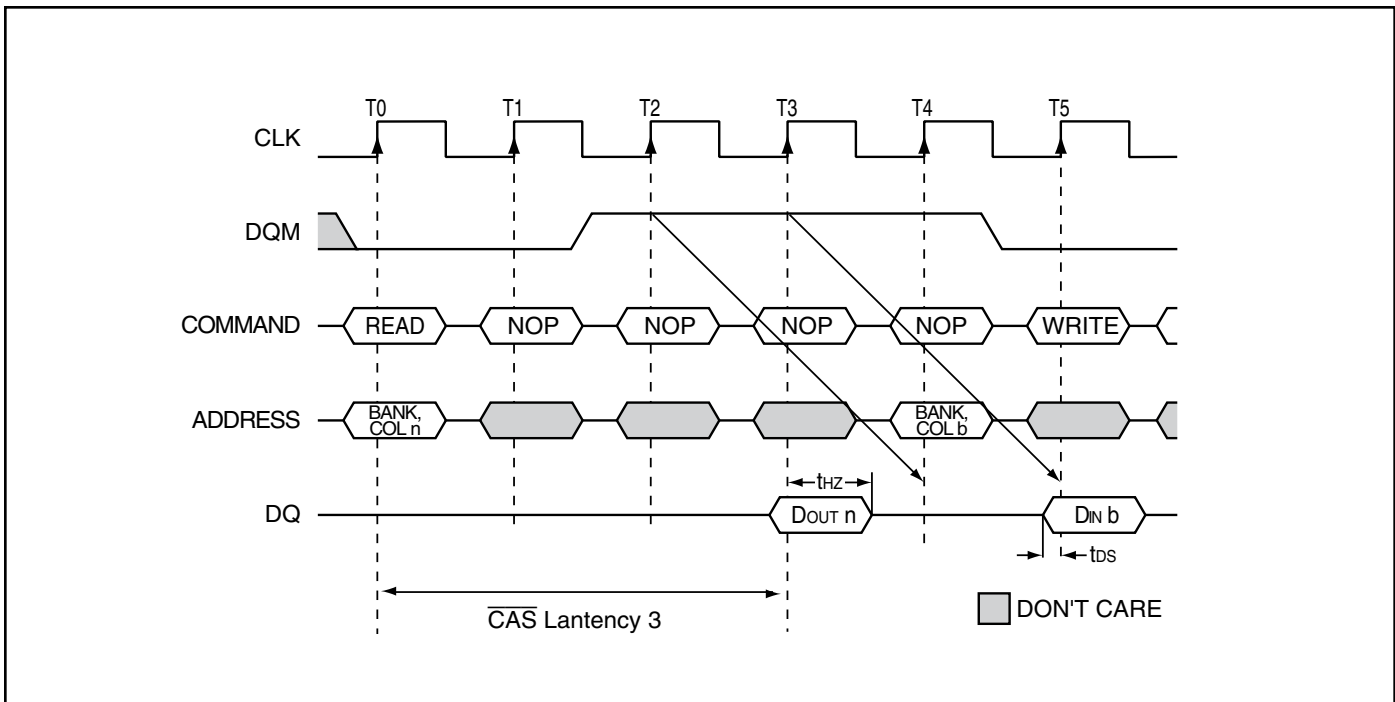 T0 T1 T2 T3 T4 T5
CLK
DQM
COMMAND READ NOP NOP NOP NOP WRITE
ADDRESS BANK, COL n BANK, COL b
tHZ
DQ DOUT n DIN b
tDS
CAS Lantency 3
DON'T CARE